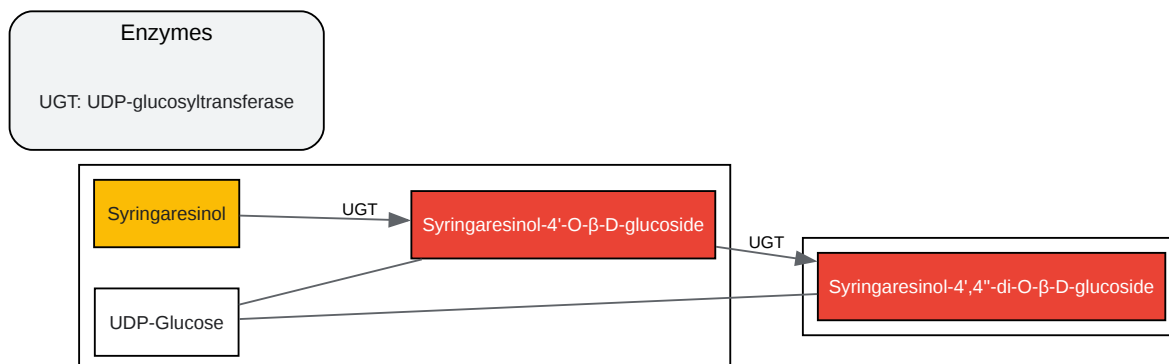 Enzymes
UGT: UDP-glucosyltransferase
Syringaresinol
UGT
Syringaresinol-4'-O-β-D-glucoside
UGT
Syringaresinol-4',4"-di-O-β-D-glucoside
UDP-Glucose